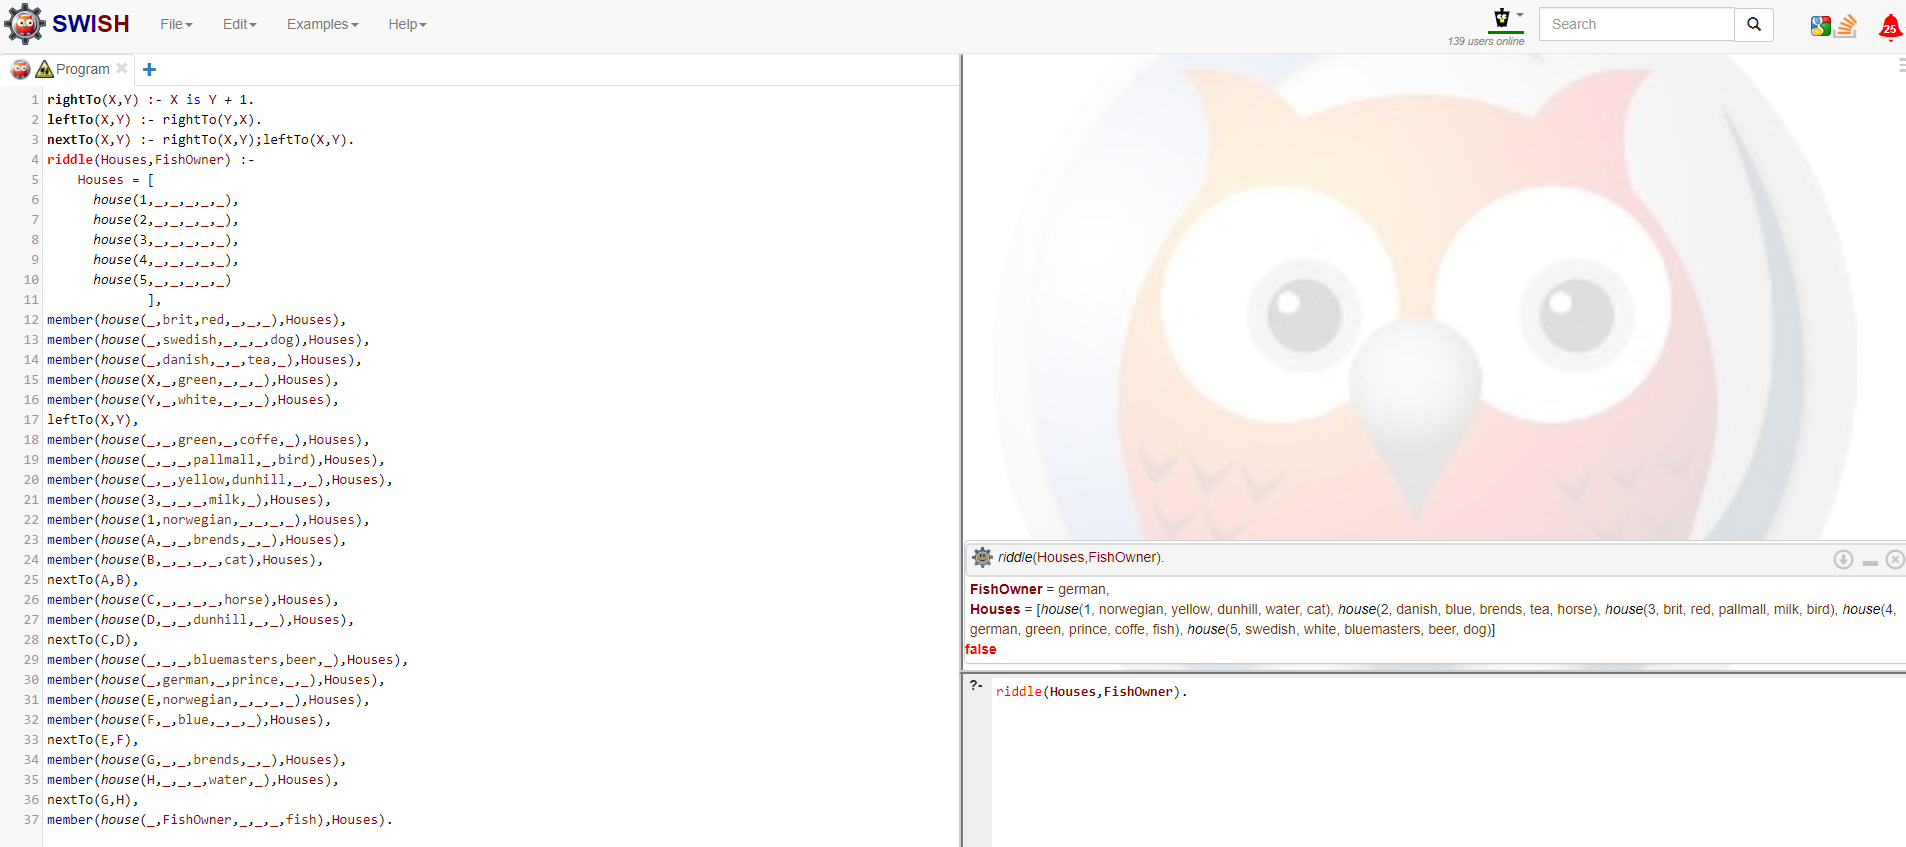 SWISH File Edit Examples Help 139 users online Search 25
Program
1 rightTo(X,Y) :- X is Y + 1.
2 leftTo(X,Y) :- rightTo(Y,X).
3 nextTo(X,Y) :- rightTo(X,Y);leftTo(X,Y).
4 riddle(Houses,FishOwner) :-
5 Houses = [
6 house(1,_,_,_,_,_),
7 house(2,_,_,_,_,_),
8 house(3,_,_,_,_,_),
9 house(4,_,_,_,_,_),
10 house(5,_,_,_,_,_)
11 ],
12 member(house(_,brit,red,_,_,_),Houses),
13 member(house(_,swedish,_,_,_,dog),Houses),
14 member(house(_,danish,_,_,tea,_),Houses),
15 member(house(X,_,green,_,_,_),Houses),
16 member(house(Y,_,white,_,_,_),Houses),
17 leftTo(X,Y),
18 member(house(_,_,green,_,coffe,_),Houses),
19 member(house(_,_,_,pallmall,_,bird),Houses),
20 member(house(_,_,yellow,dunhill,_,_),Houses),
21 member(house(3,_,_,_,milk,_),Houses),
22 member(house(1,norwegian,_,_,_,_),Houses),
23 member(house(A,_,_,brends,_,_),Houses),
24 member(house(B,_,_,_,_,cat),Houses),
25 nextTo(A,B),
26 member(house(C,_,_,_,_,horse),Houses),
27 member(house(D,_,_,dunhill,_,_),Houses),
28 nextTo(C,D),
29 member(house(_,_,_,bluemasters,beer,_),Houses),
30 member(house(_,german,_,prince,_,_),Houses),
31 member(house(E,norwegian,_,_,_,_),Houses),
32 member(house(F,_,blue,_,_,_),Houses),
33 nextTo(E,F),
34 member(house(G,_,_,brends,_,_),Houses),
35 member(house(H,_,_,_,water,_),Houses),
36 nextTo(G,H),
37 member(house(_,FishOwner,_,_,_,fish),Houses).
riddle(Houses,FishOwner).
FishOwner = german,
Houses = [house(1, norwegian, yellow, dunhill, water, cat), house(2, danish, blue, brends, tea, horse), house(3, brit, red, pallmall, milk, bird), house(4,
german, green, prince, coffe, fish), house(5, swedish, white, bluemasters, beer, dog)]
false
?- riddle(Houses,FishOwner).